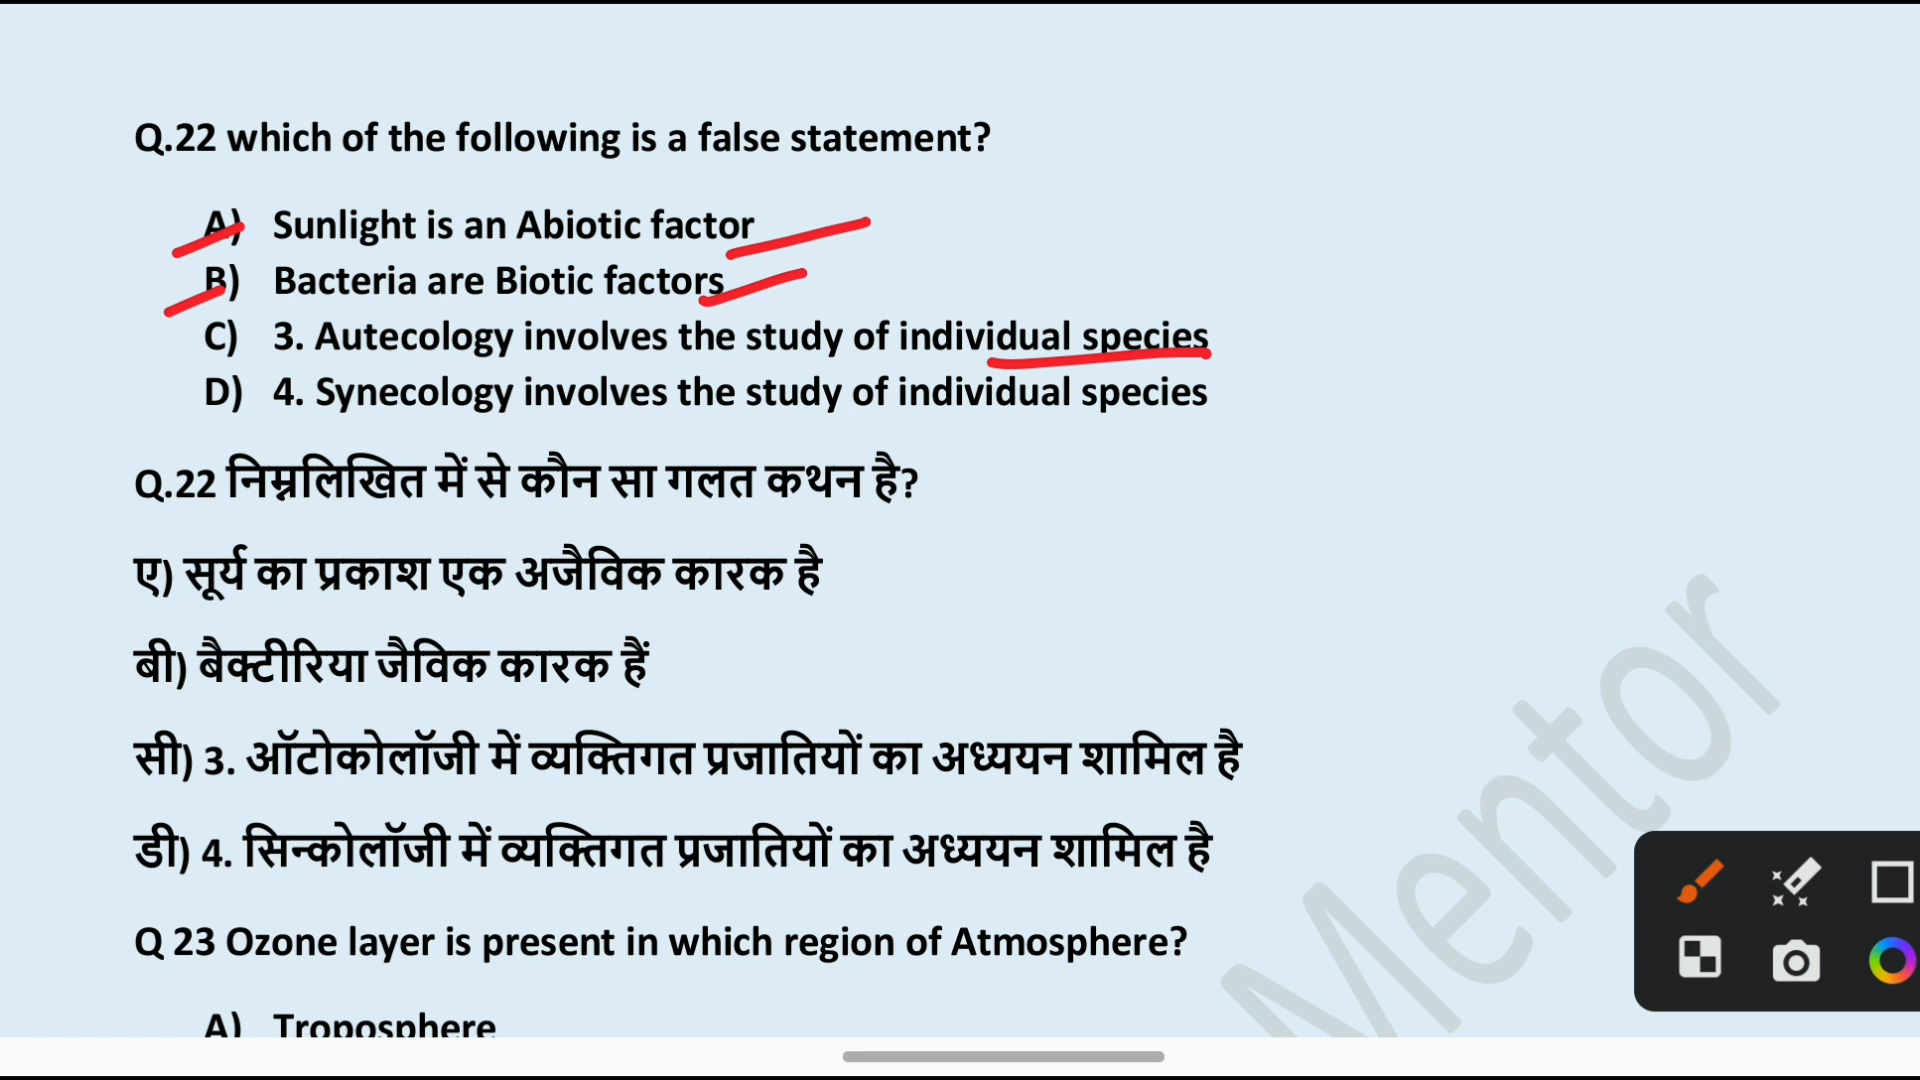 Q.22 which of the following is a false statement?
A) Sunlight is an Abiotic factor
B) Bacteria are Biotic factors
C) 3. Autecology involves the study of individual species
D) 4. Synecology involves the study of individual species
Q.22 निम्नलिखित में से कौन सा गलत कथन है?
ए) सूर्य का प्रकाश एक अजैविक कारक है
बी) बैक्टीरिया जैविक कारक हैं
सी) 3. ऑटोकोलॉजी में व्यक्तिगत प्रजातियों का अध्ययन शामिल है
डी) 4. सिन्कोलॉजी में व्यक्तिगत प्रजातियों का अध्ययन शामिल है
Q 23 Ozone layer is present in which region of Atmosphere?
A) Troposphere
Mentor